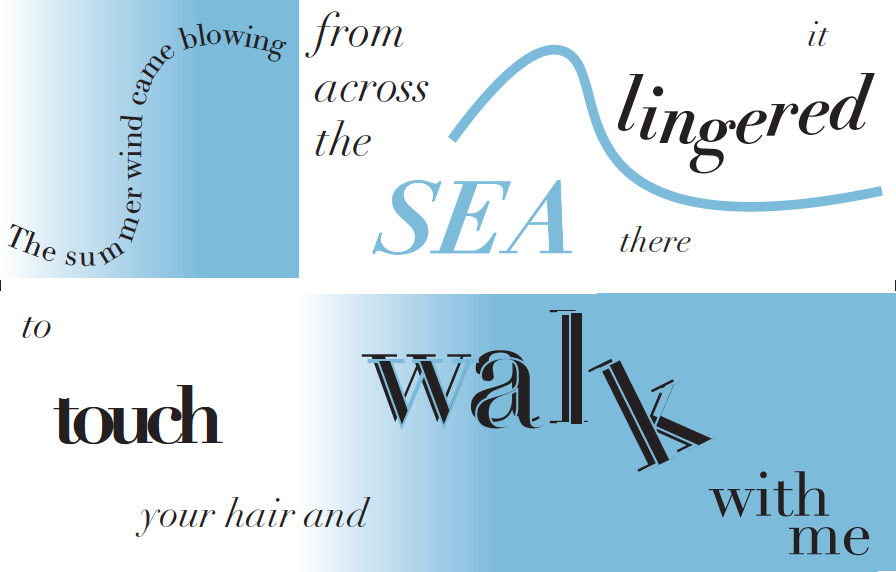 The summer wind came blowing
from
across
the
SEA
it
lingered
there
to
touch
your hair and
walk
with
me